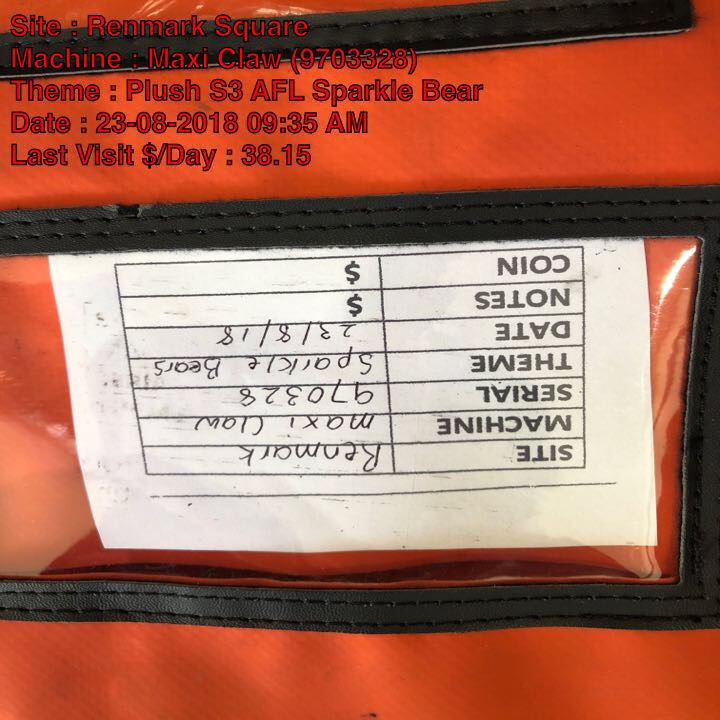 Site : Renmark Square
Machine : Maxi Claw (9703328)
Theme : Plush S3 AFL Sparkle Bear
Date : 23-08-2018 09:35 AM
Last Visit $/Day : 38.15
SITE Renmark
MACHINE maxi Claw
SERIAL 970328
THEME Sparkle Bears
DATE 23/8/18
NOTES $
COIN $